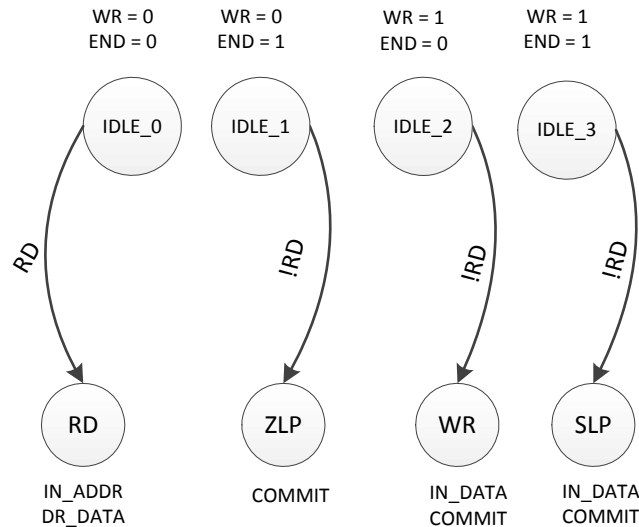 WR = 0 WR = 0 WR = 1 WR = 1
END = 0 END = 1 END = 0 END = 1
IDLE_0 IDLE_1 IDLE_2 IDLE_3
RD !RD !RD !RD
RD ZLP WR SLP
IN_ADDR COMMIT IN_DATA IN_DATA
DR_DATA COMMIT COMMIT